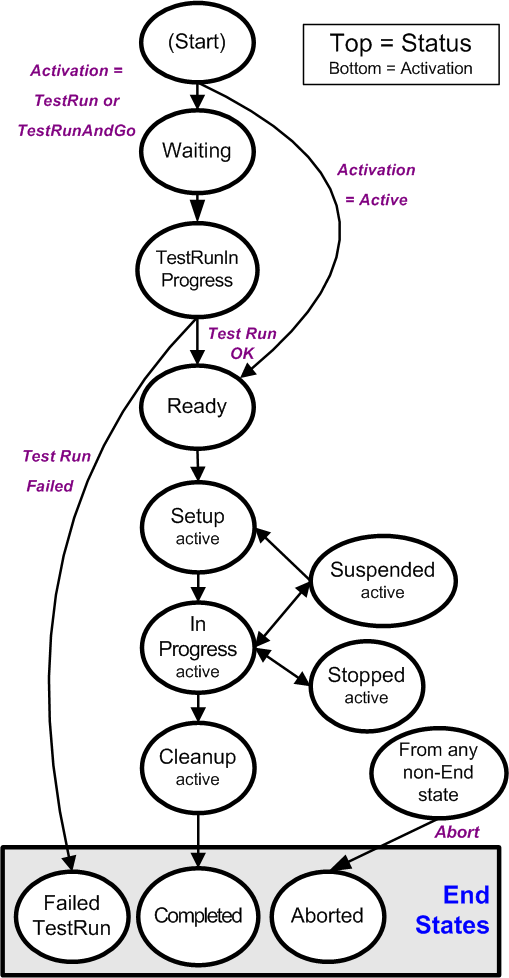 (Start)
Top = Status
Bottom = Activation
Activation =
TestRun or
TestRunAndGo
Waiting
Activation
= Active
TestRunIn
Progress
Test Run
OK
Ready
Test Run
Failed
Setup
active
Suspended
active
In
Progress
active
Stopped
active
Cleanup
active
From any
non-End
state
Abort
Failed
TestRun
Completed
Aborted
End
States